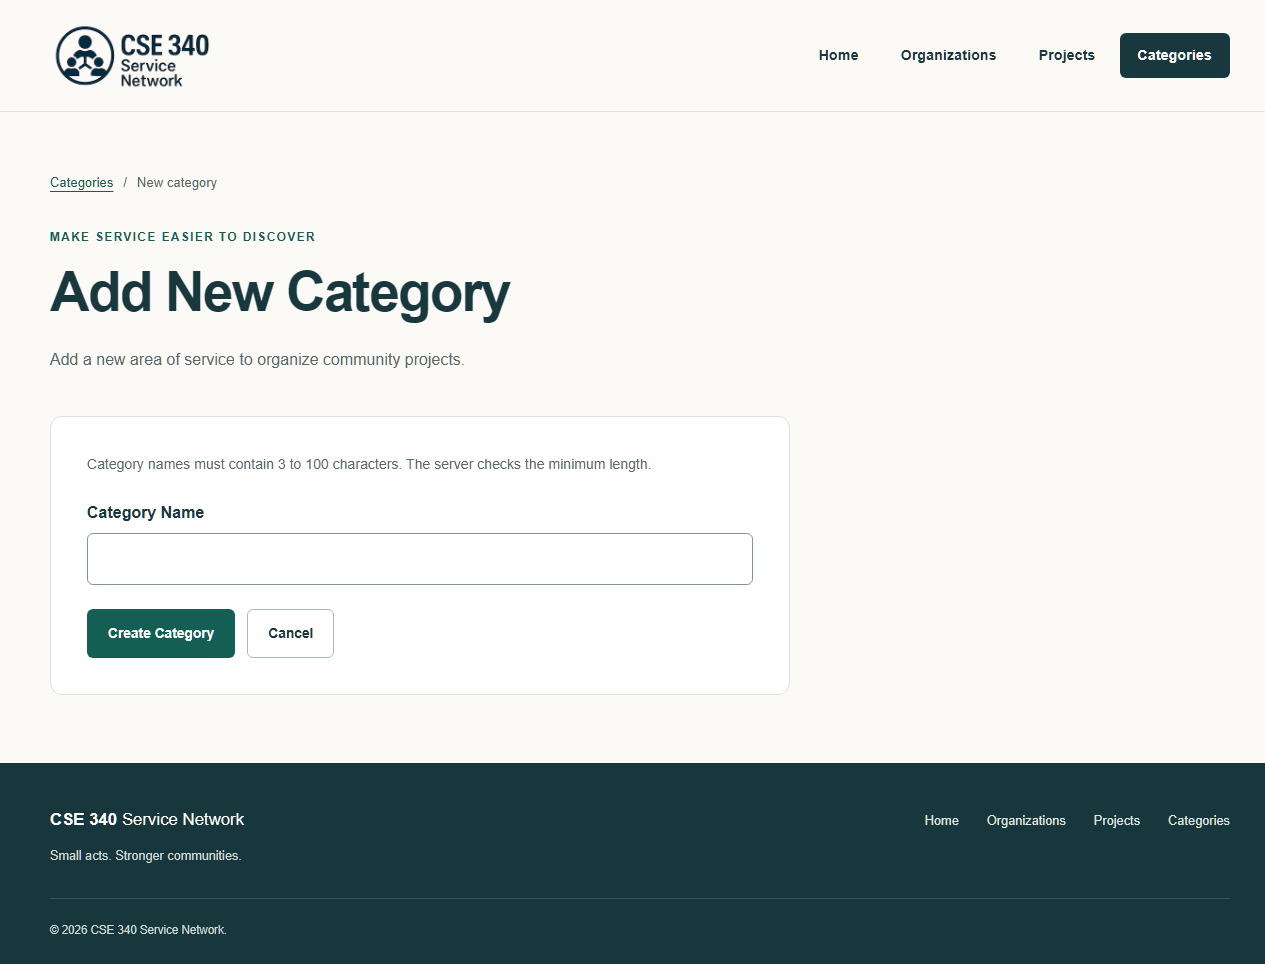 CSE 340
Service
Network
Home
Organizations
Projects
Categories
Categories / New category
MAKE SERVICE EASIER TO DISCOVER
Add New Category
Add a new area of service to organize community projects.
Category names must contain 3 to 100 characters. The server checks the minimum length.
Category Name
Create Category
Cancel
CSE 340 Service Network
Small acts. Stronger communities.
Home
Organizations
Projects
Categories
© 2026 CSE 340 Service Network.